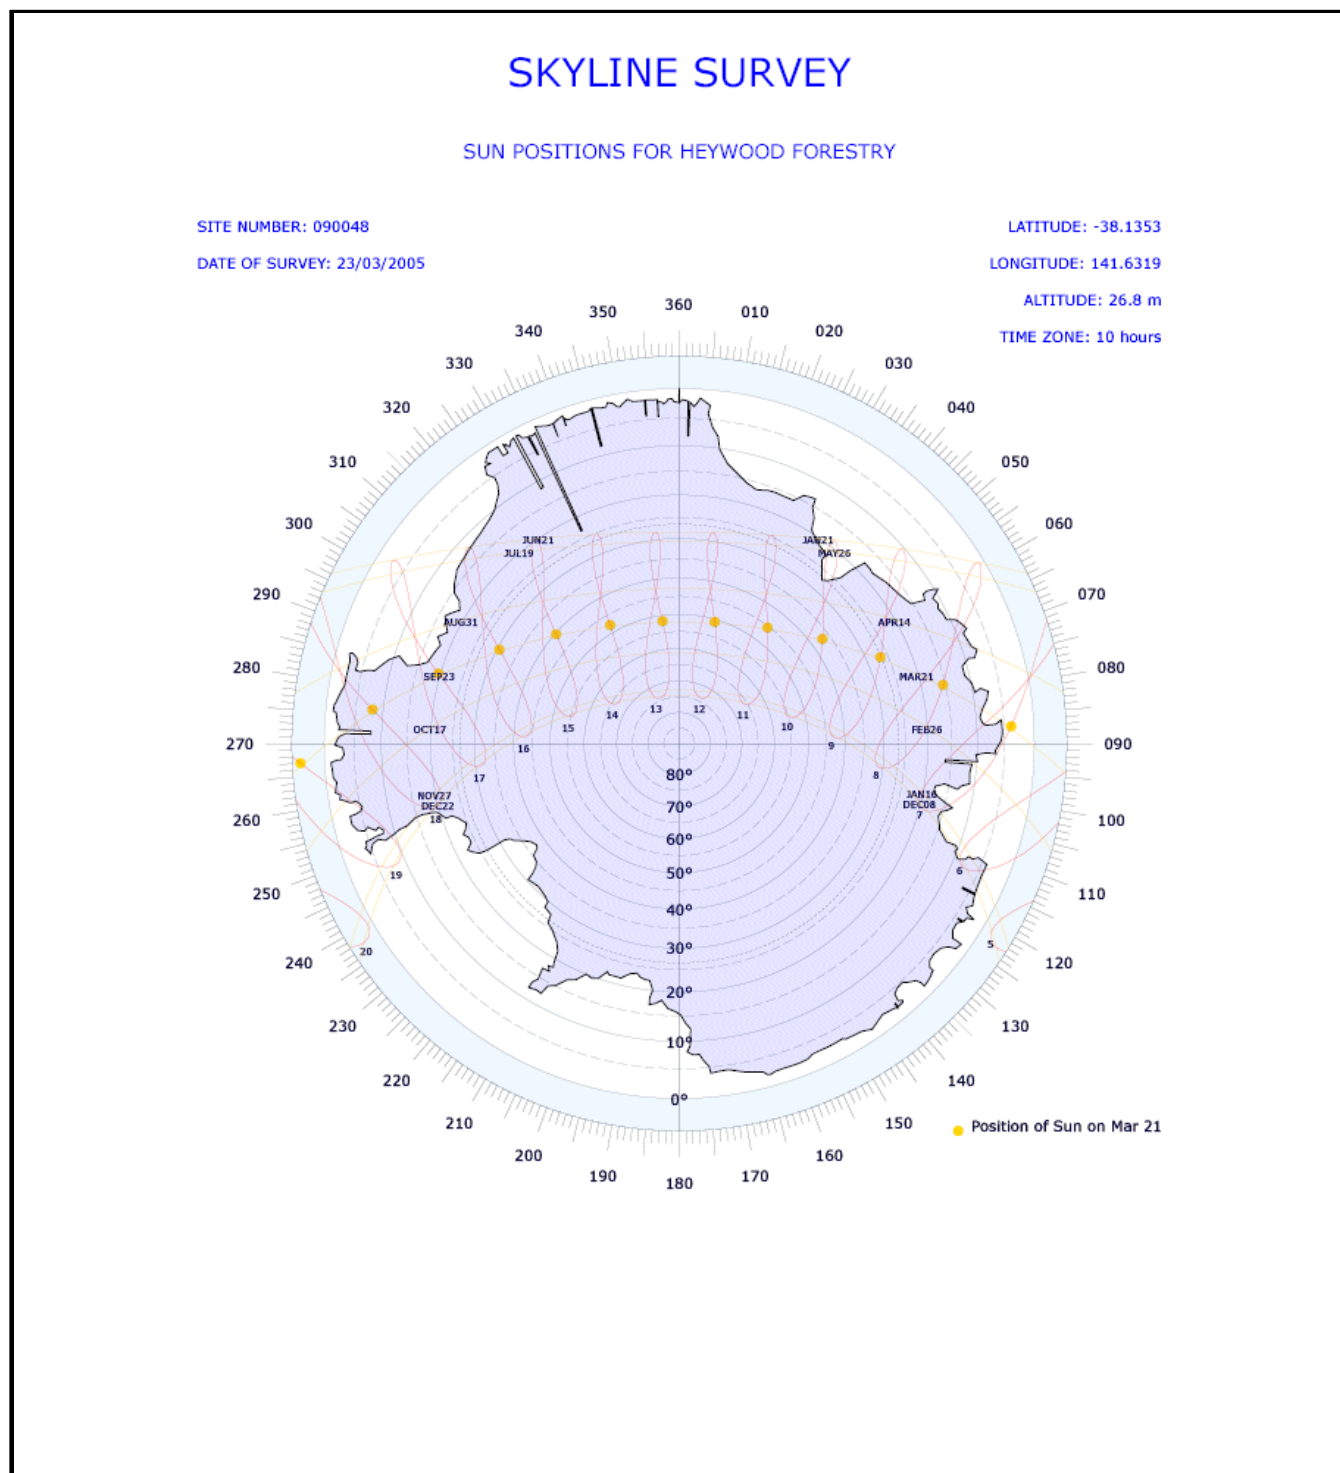 SKYLINE SURVEY
SUN POSITIONS FOR HEYWOOD FORESTRY
SITE NUMBER: 090048
LATITUDE: -38.1353
DATE OF SURVEY: 23/03/2005
LONGITUDE: 141.6319
ALTITUDE: 26.8 m
TIME ZONE: 10 hours
360
350
010
340
020
330
030
320
040
310
050
300
060
290
070
280
080
270
090
260
100
250
110
240
120
230
130
220
140
210
150
200
160
190
170
180
JUN21
JAN21
JUL19
MAY26
AUG31
APR14
SEP23
MAR21
OCT17
FEB26
NOV27
JAN16
DEC22
DEC08
18
7
20
19
17
16
15
14
13
12
11
10
9
8
6
5
80°
70°
60°
50°
40°
30°
20°
10°
0°
Position of Sun on Mar 21